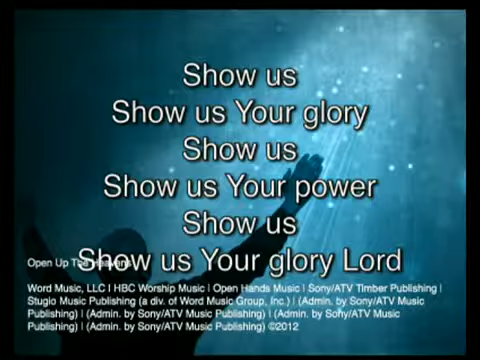 Show us
Show us Your glory
Show us
Show us Your power
Show us
Show us Your glory Lord
Open Up The Heavens
Word Music, LLC | HBC Worship Music | Open Hands Music | Sony/ATV Timber Publishing |
Stugio Music Publishing (a div. of Word Music Group, Inc.) | (Admin. by Sony/ATV Music
Publishing) | (Admin. by Sony/ATV Music Publishing) | (Admin. by Sony/ATV Music
Publishing) | (Admin. by Sony/ATV Music Publishing) ©2012